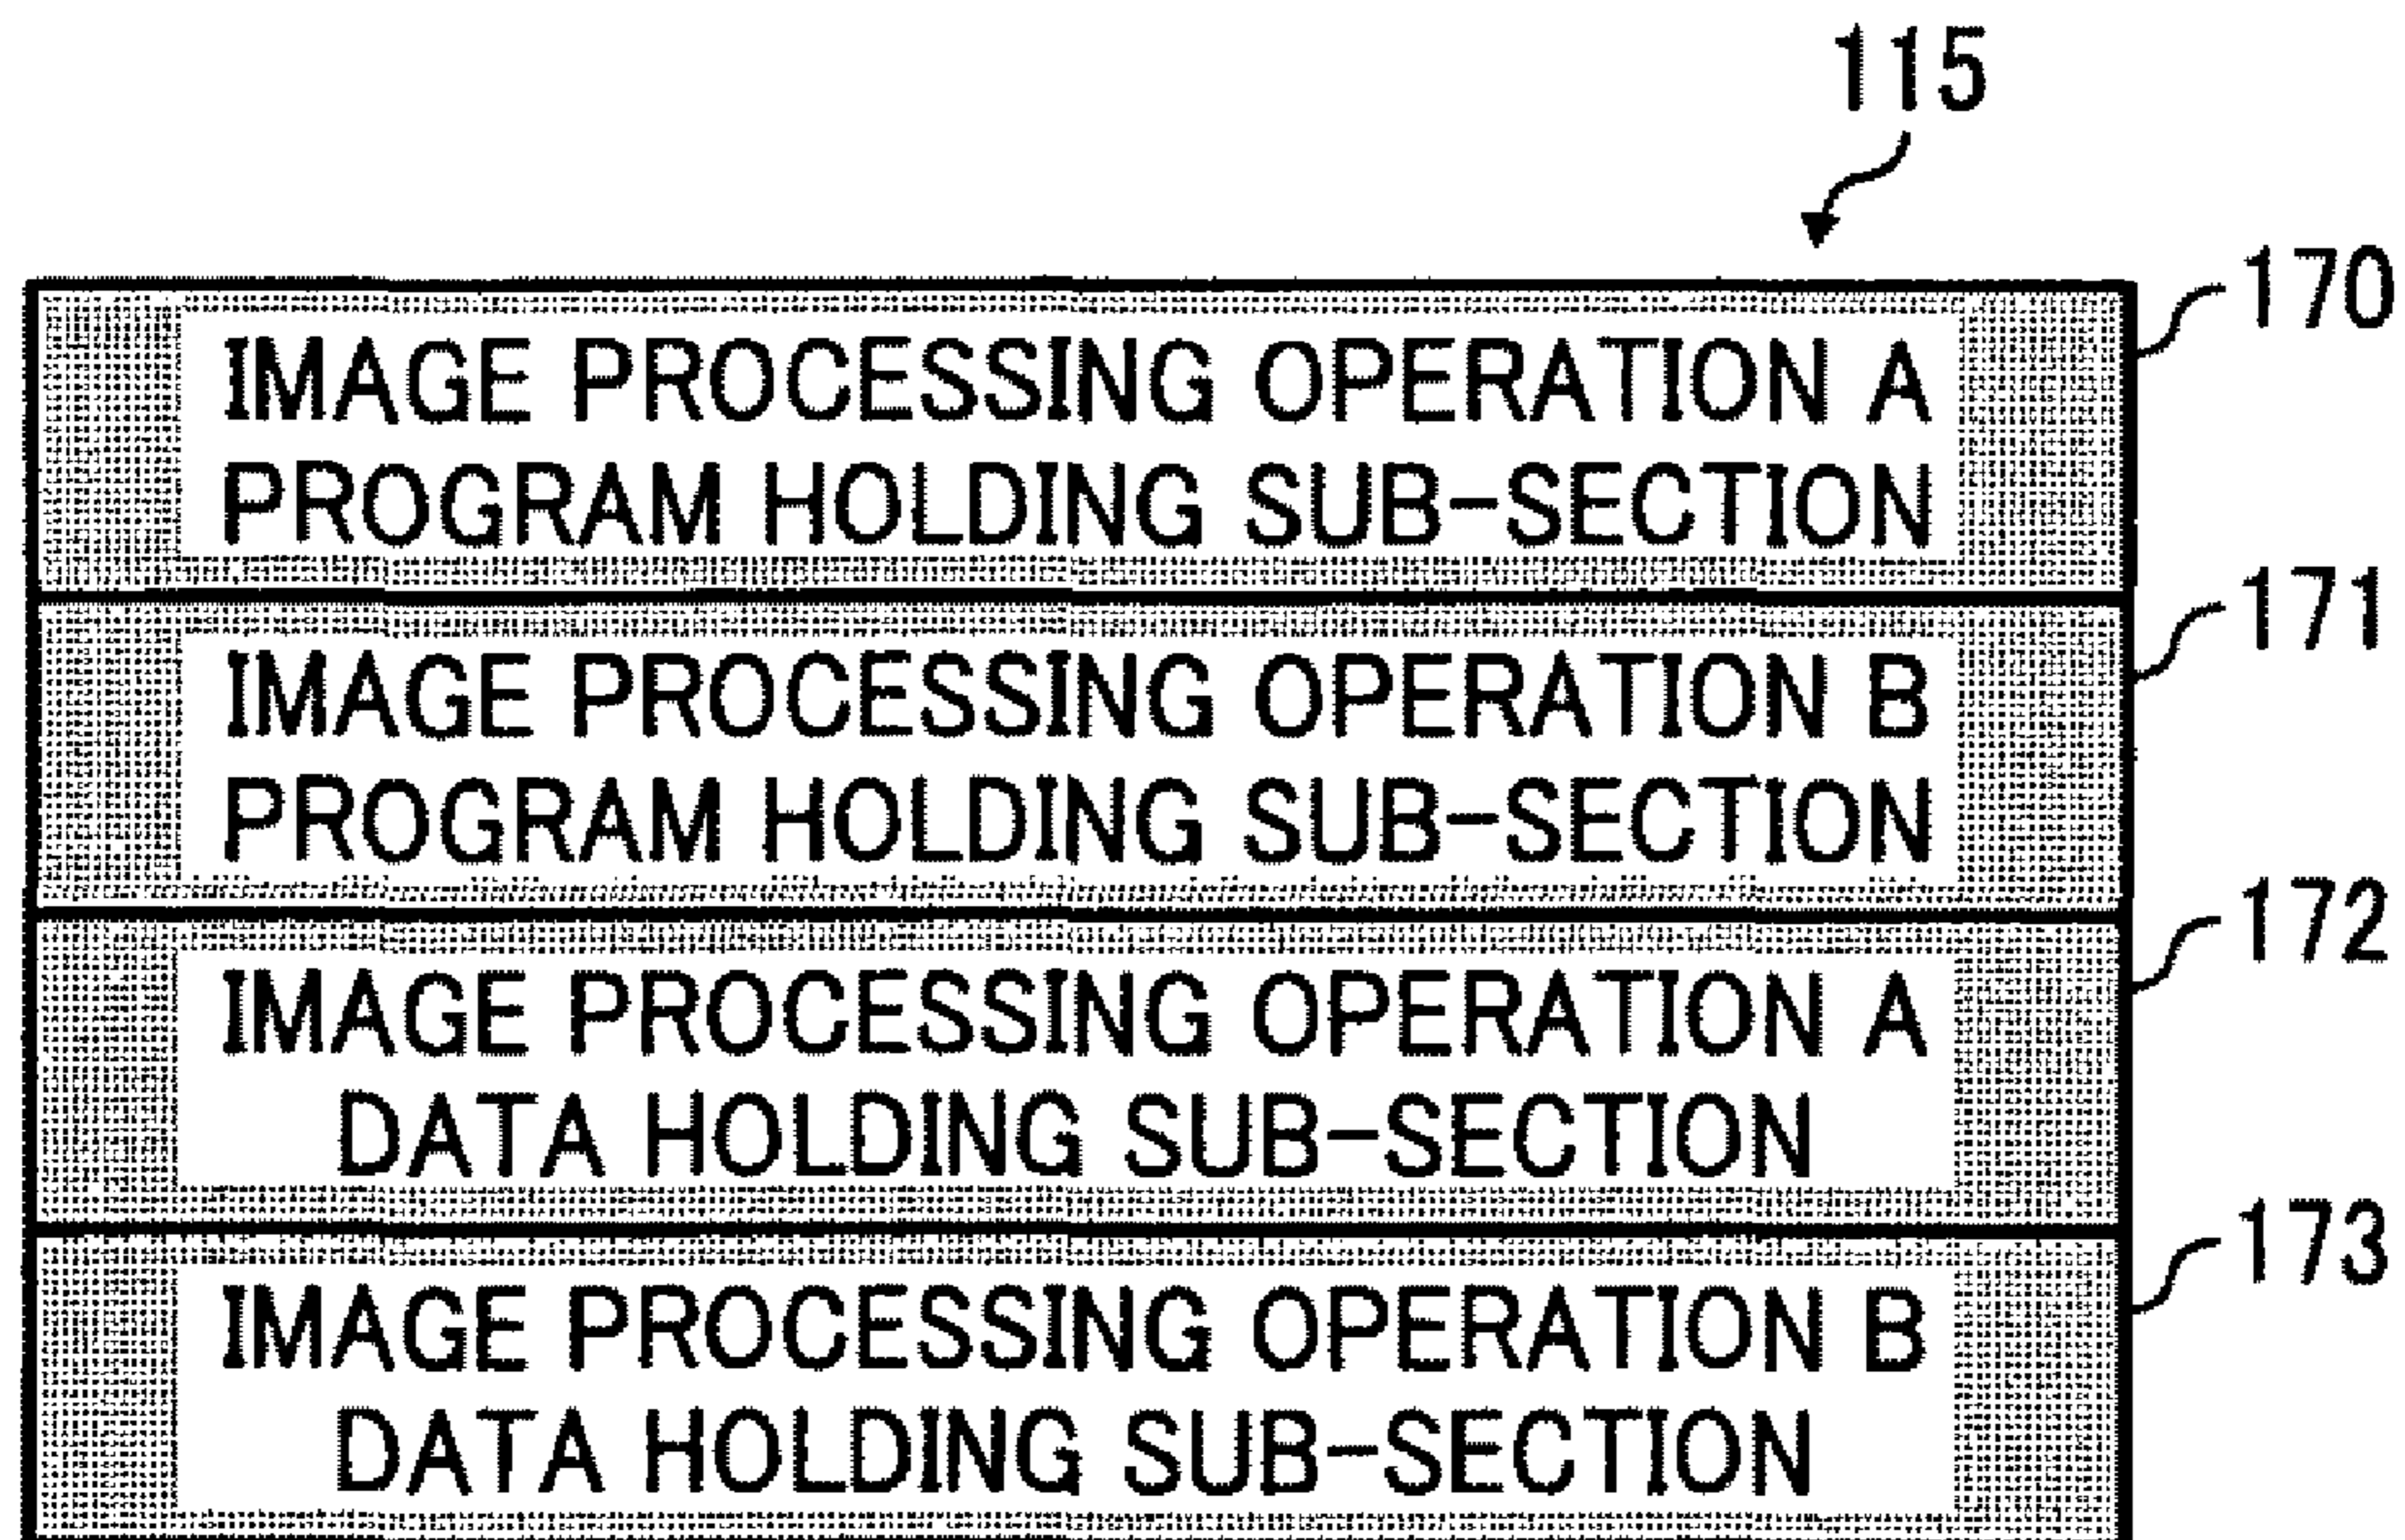 115
170
IMAGE PROCESSING OPERATION A
PROGRAM HOLDING SUB-SECTION
171
IMAGE PROCESSING OPERATION B
PROGRAM HOLDING SUB-SECTION
172
IMAGE PROCESSING OPERATION A
DATA HOLDING SUB-SECTION
173
IMAGE PROCESSING OPERATION B
DATA HOLDING SUB-SECTION